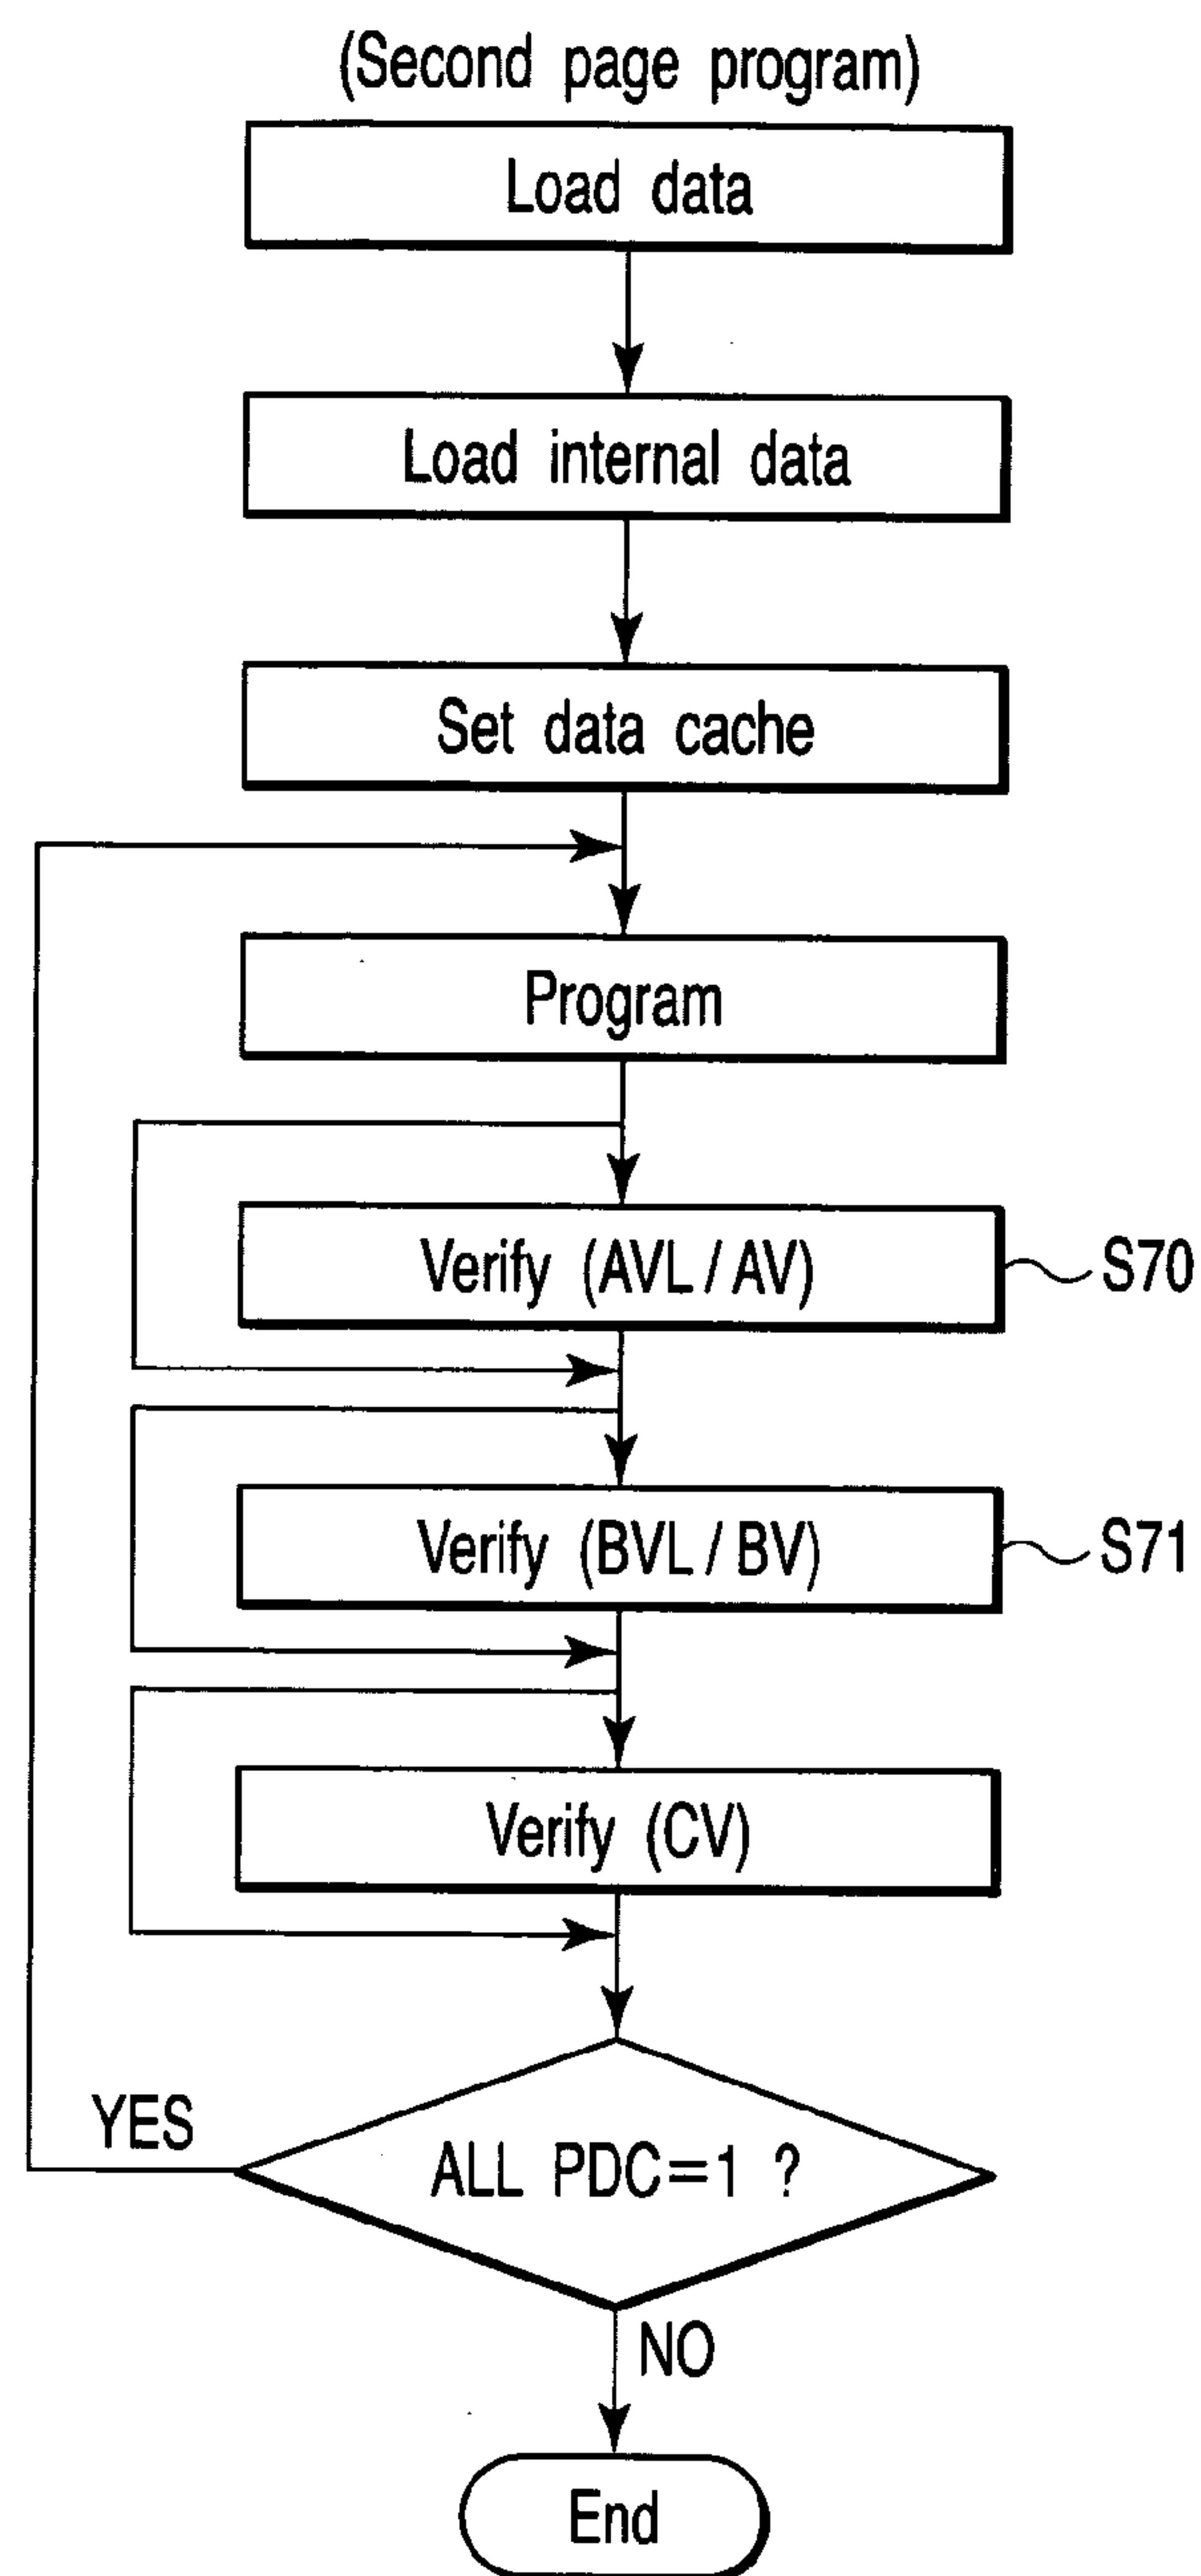 (Second page program)
Load data
Load internal data
Set data cache
Program
Verify (AVL / AV)
S70
Verify (BVL / BV)
S71
Verify (CV)
YES
ALL PDC=1 ?
NO
End